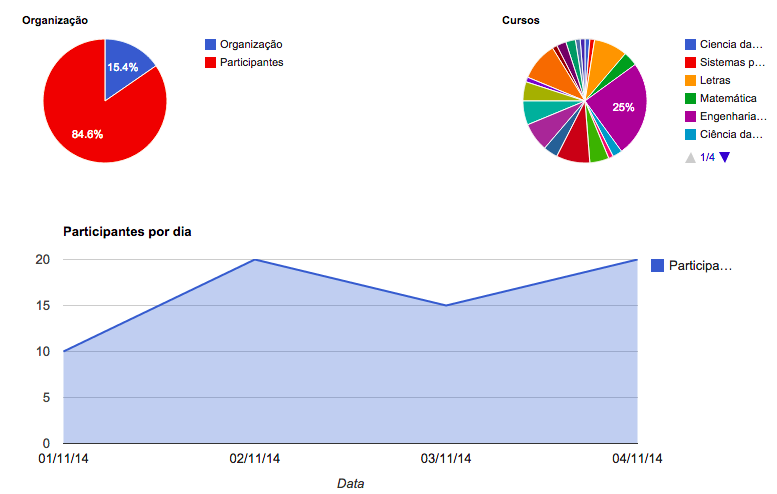 Organização
Organização
Participantes
15.4%
84.6%
Cursos
Ciencia da…
Sistemas p…
Letras
Matemática
Engenharia…
Ciência da…
25%
1/4
Participantes por dia
20
15
10
5
0
Participa…
01/11/14
02/11/14
03/11/14
04/11/14
Data